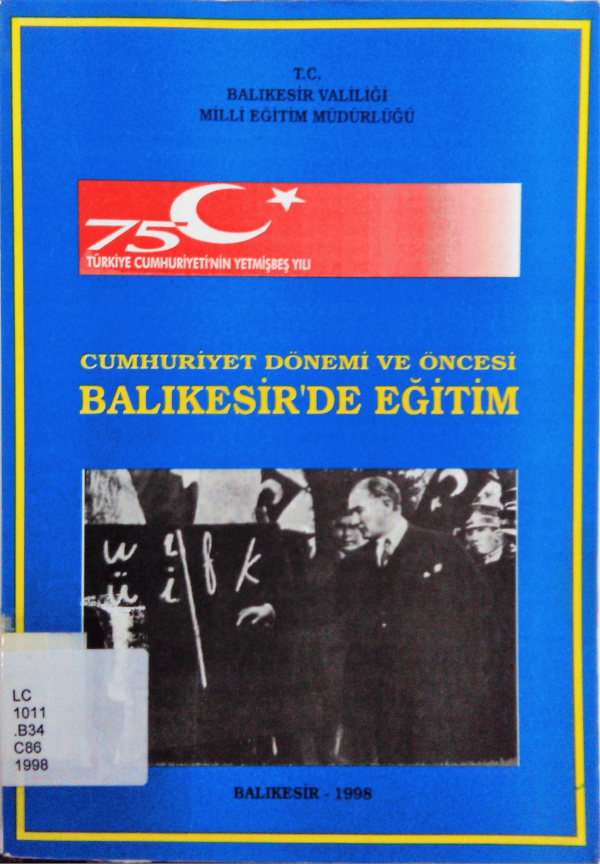 T.C.
BALIKESİR VALİLİĞİ
MİLLİ EĞİTİM MÜDÜRLÜĞÜ
75
TÜRKİYE CUMHURİYETİ'NİN YETMİŞBEŞ YILI
CUMHURİYET DÖNEMİ VE ÖNCESİ
BALIKESİR'DE EĞİTİM
u ı f k
ü i
LC
1011
.B34
C86
1998
BALIKESİR - 1998